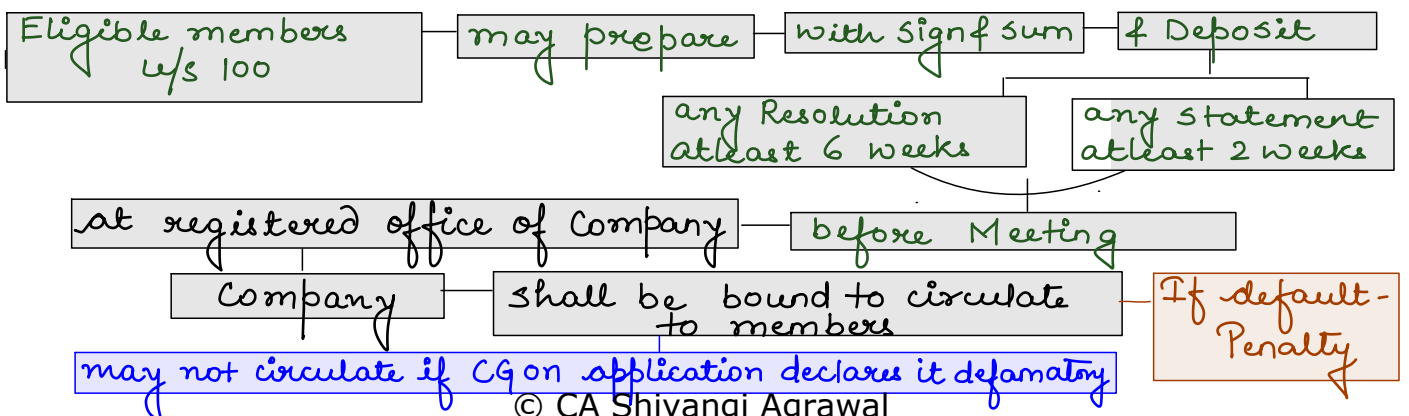 Eligible members
u/s 100
may prepare
with signf sum
& Deposit
any Resolution
atleast 6 weeks
any statement
atleast 2 weeks
before Meeting
at registered office of Company
Company
shall be bound to circulate
to members
If default-
Penalty
may not circulate if CG on application declares it defamatory
© CA Shivangi Agrawal